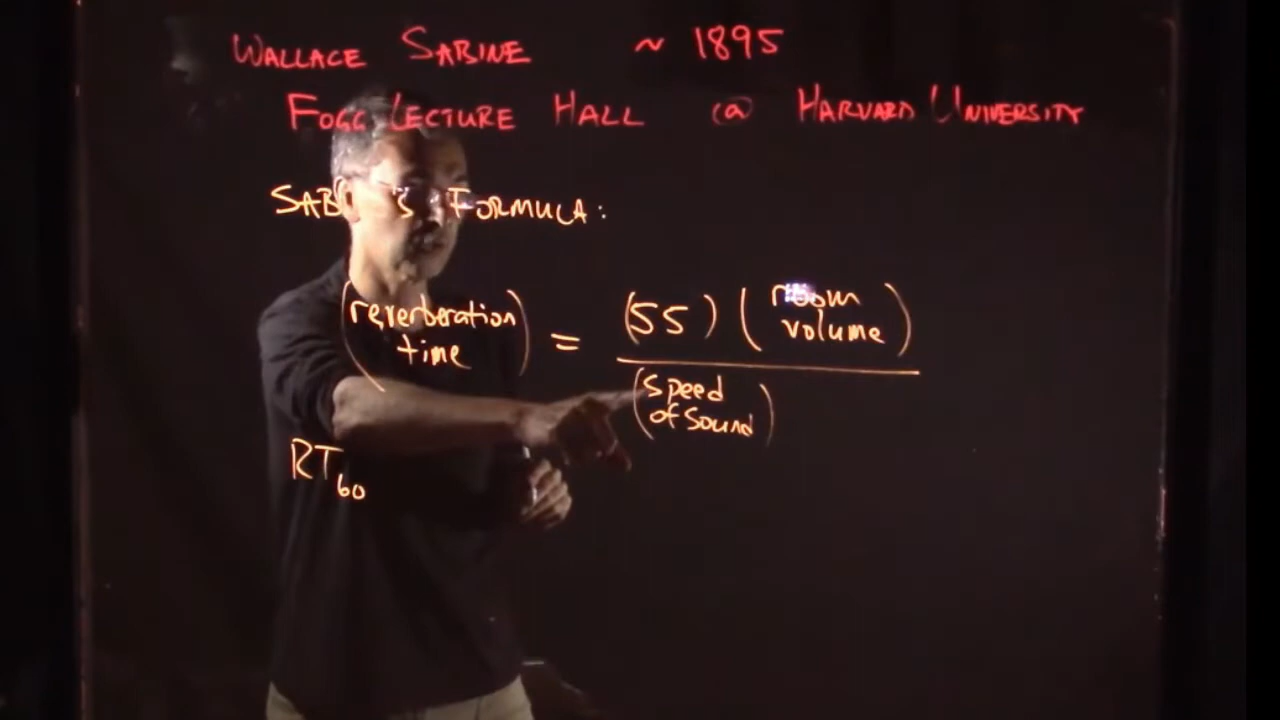 WALLACE SABINE ~ 1895
FOGG LECTURE HALL @ HARVARD UNIVERSITY
FORMULA:
(reverberation time) = (55) (room volume)
(speed of sound)
RT60